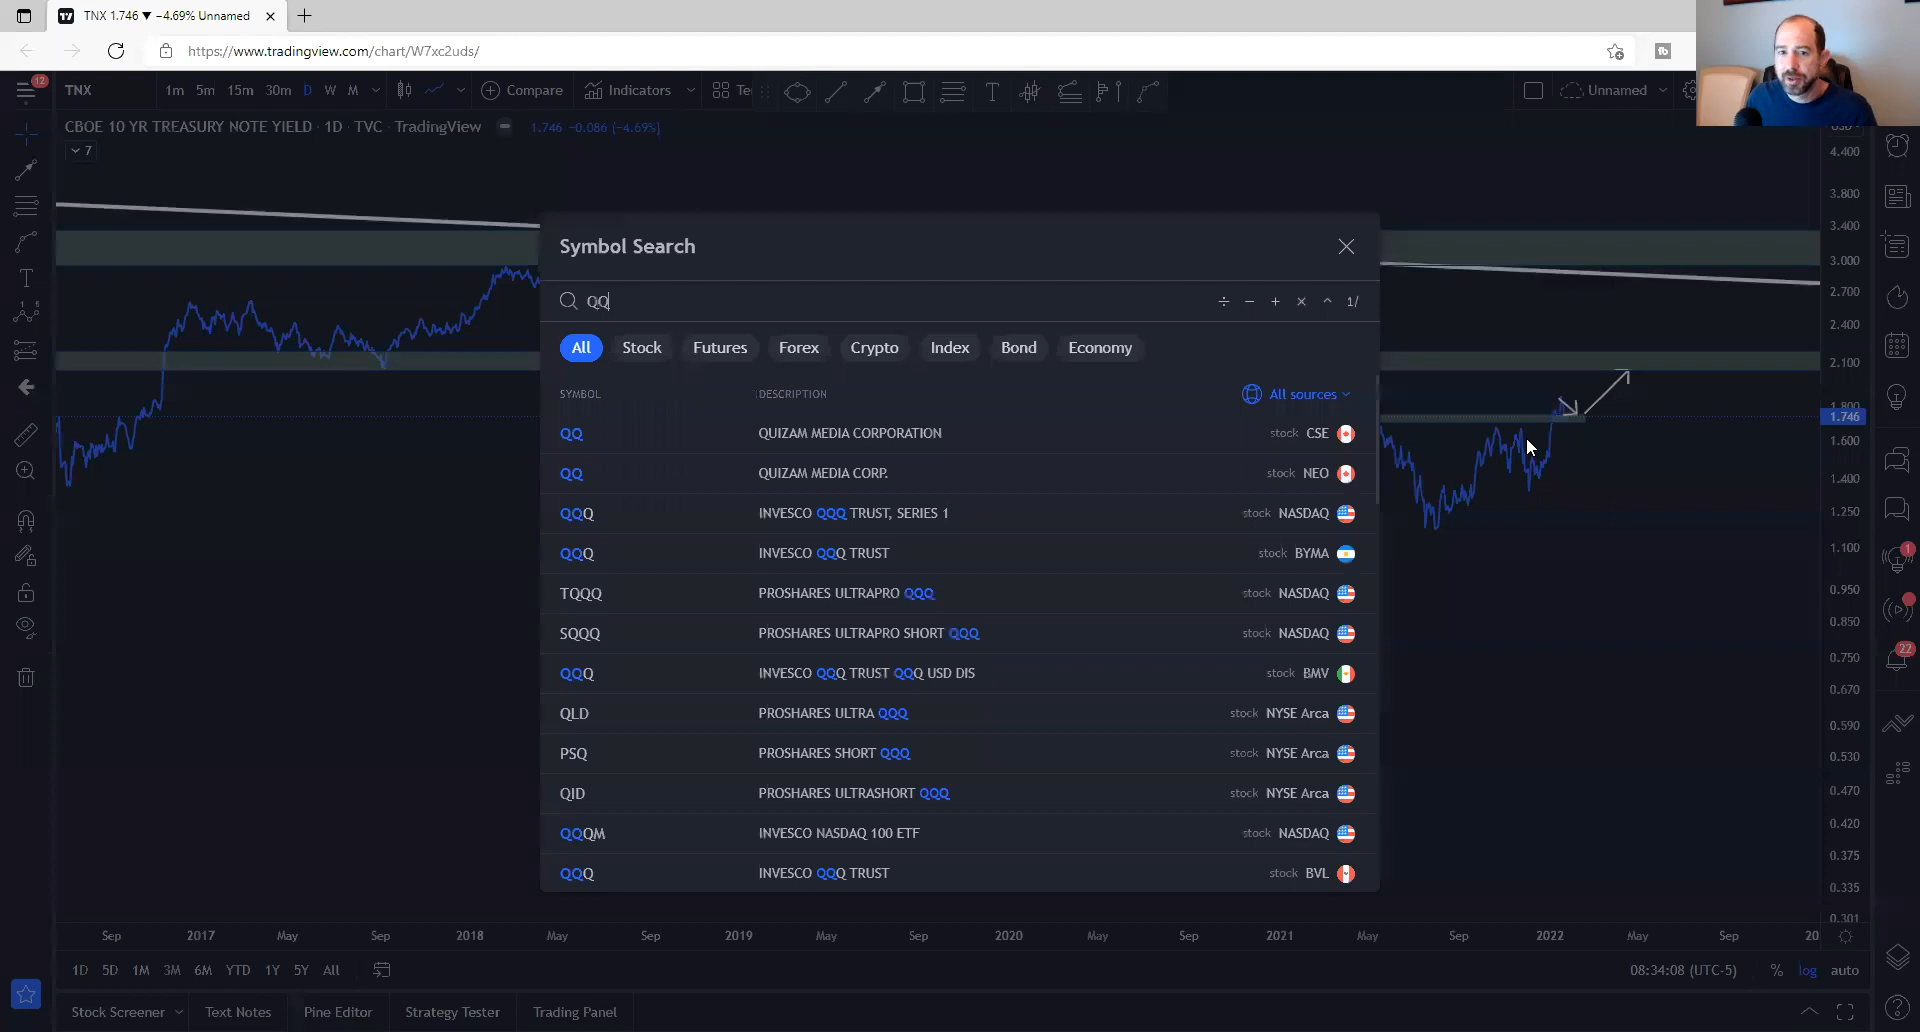 TNX 1.746 ▼ −4.69% Unnamed
https://www.tradingview.com/chart/W7xc2uds/
12
TNX 1m 5m 15m 30m D W M Compare Indicators Te Unnamed
CBOE 10 YR TREASURY NOTE YIELD · 1D · TVC · TradingView 1.746 −0.086 (−4.69%)
7
Symbol Search
QQ ÷ − + × ^ 1/
All Stock Futures Forex Crypto Index Bond Economy
SYMBOL DESCRIPTION All sources
QQ QUIZAM MEDIA CORPORATION stock CSE
QQ QUIZAM MEDIA CORP. stock NEO
QQQ INVESCO QQQ TRUST, SERIES 1 stock NASDAQ
QQQ INVESCO QQQ TRUST stock BYMA
TQQQ PROSHARES ULTRAPRO QQQ stock NASDAQ
SQQQ PROSHARES ULTRAPRO SHORT QQQ stock NASDAQ
QQQ INVESCO QQQ TRUST QQQ USD DIS stock BMV
QLD PROSHARES ULTRA QQQ stock NYSE Arca
PSQ PROSHARES SHORT QQQ stock NYSE Arca
QID PROSHARES ULTRASHORT QQQ stock NYSE Arca
QQQM INVESCO NASDAQ 100 ETF stock NASDAQ
QQQ INVESCO QQQ TRUST stock BVL
4.400
3.800
3.400
3.000
2.700
2.400
2.100
1.800
1.746
1.600
1.400
1.250
1.100
0.950
0.850
0.750
0.670
0.590
0.530
0.470
0.420
0.375
0.335
0.301
1
22
Sep 2017 May Sep 2018 May Sep 2019 May Sep 2020 May Sep 2021 May Sep 2022 May Sep 20
1D 5D 1M 3M 6M YTD 1Y 5Y All 08:34:08 (UTC-5) % log auto
Stock Screener Text Notes Pine Editor Strategy Tester Trading Panel